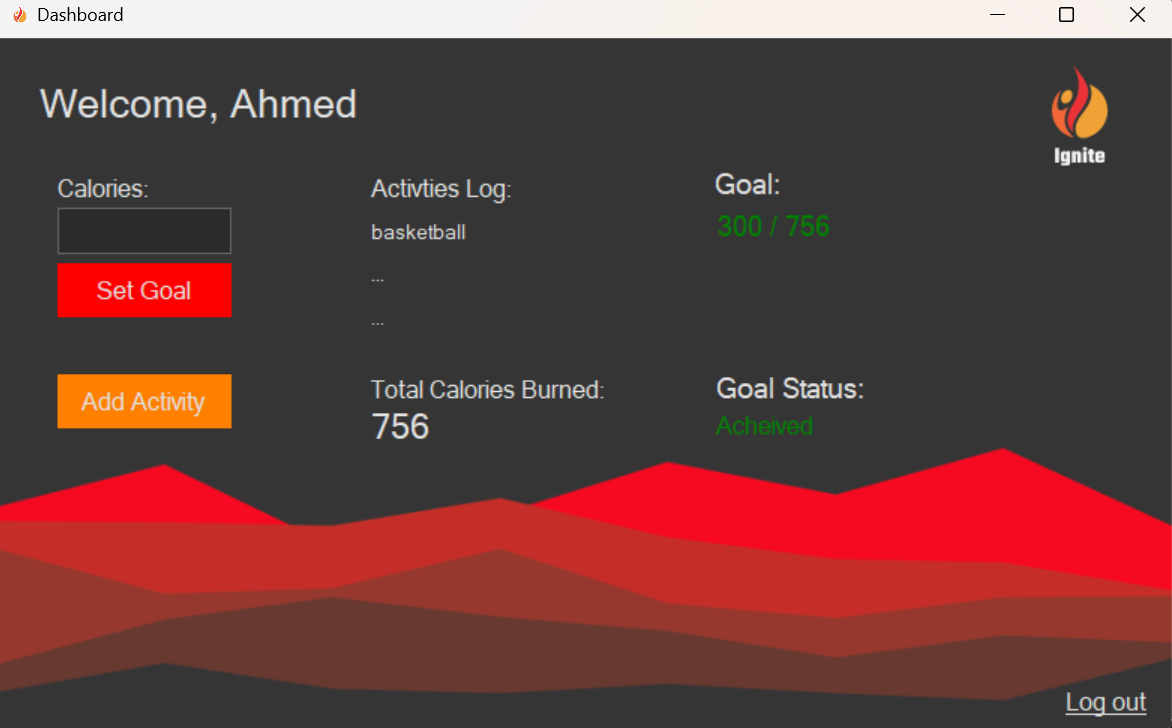 Dashboard
Welcome, Ahmed
Ignite
Calories:
Set Goal
Add Activity
Activties Log:
basketball
...
...
Total Calories Burned:
756
Goal:
300 / 756
Goal Status:
Acheived
Log out